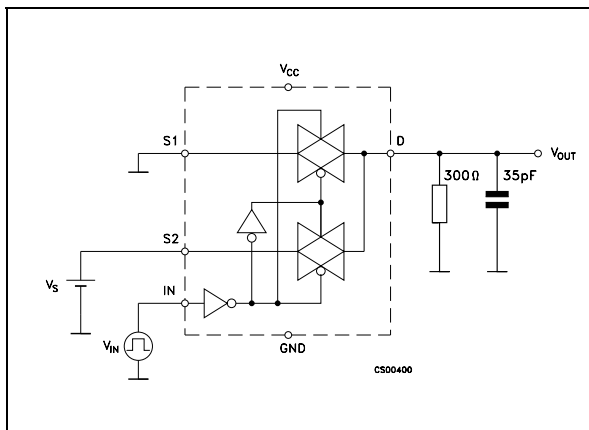 VCC
S1
D
VOUT
300Ω
35pF
S2
VS
IN
VIN
GND
CS00400